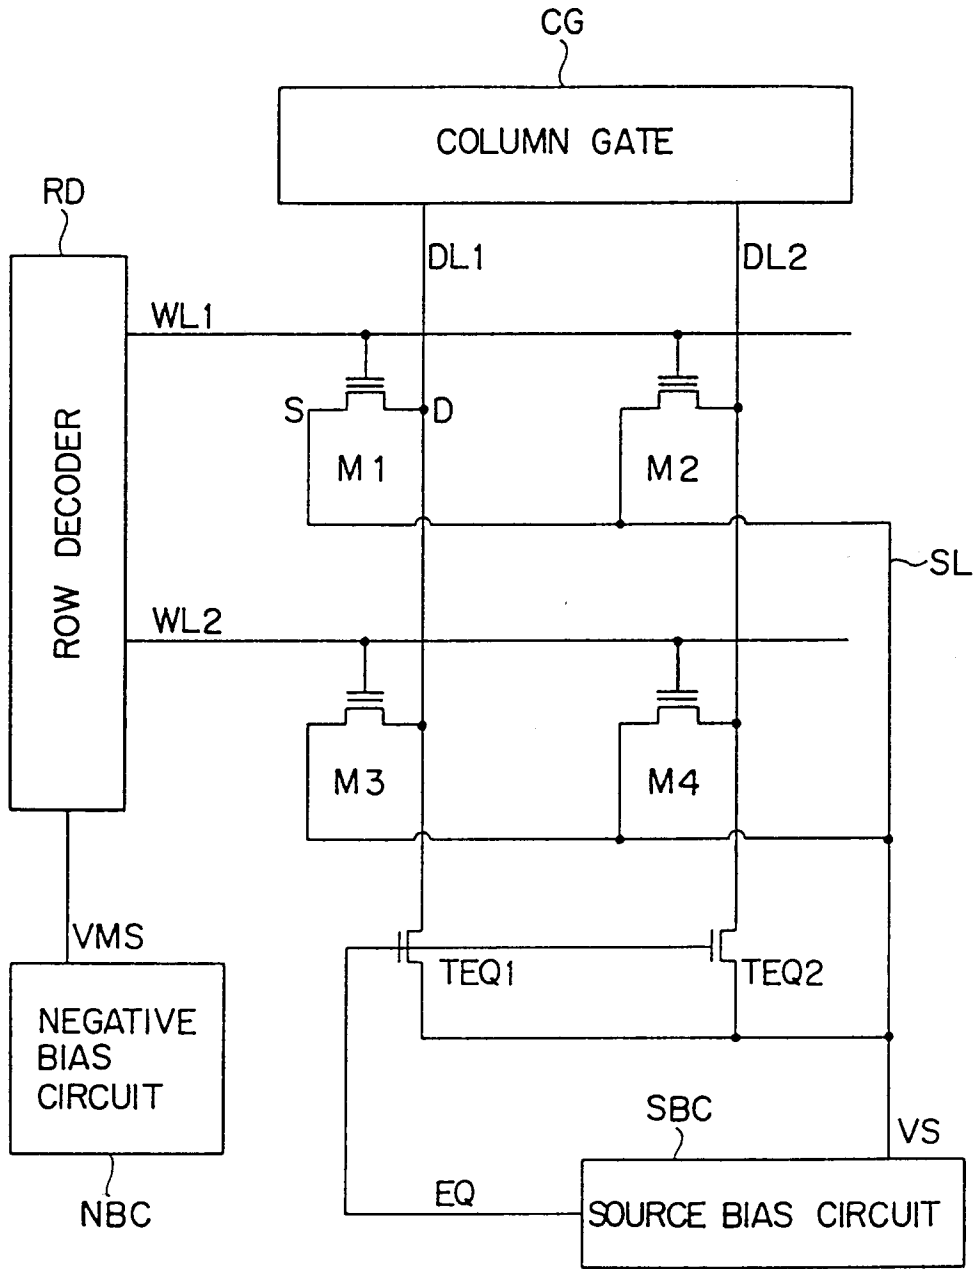 CG
COLUMN GATE
RD
DL1
DL2
WL1
S
D
M1
M2
ROW DECODER
SL
WL2
M3
M4
VMS
TEQ1
TEQ2
NEGATIVE
BIAS
CIRCUIT
SBC
VS
NBC
EQ
SOURCE BIAS CIRCUIT